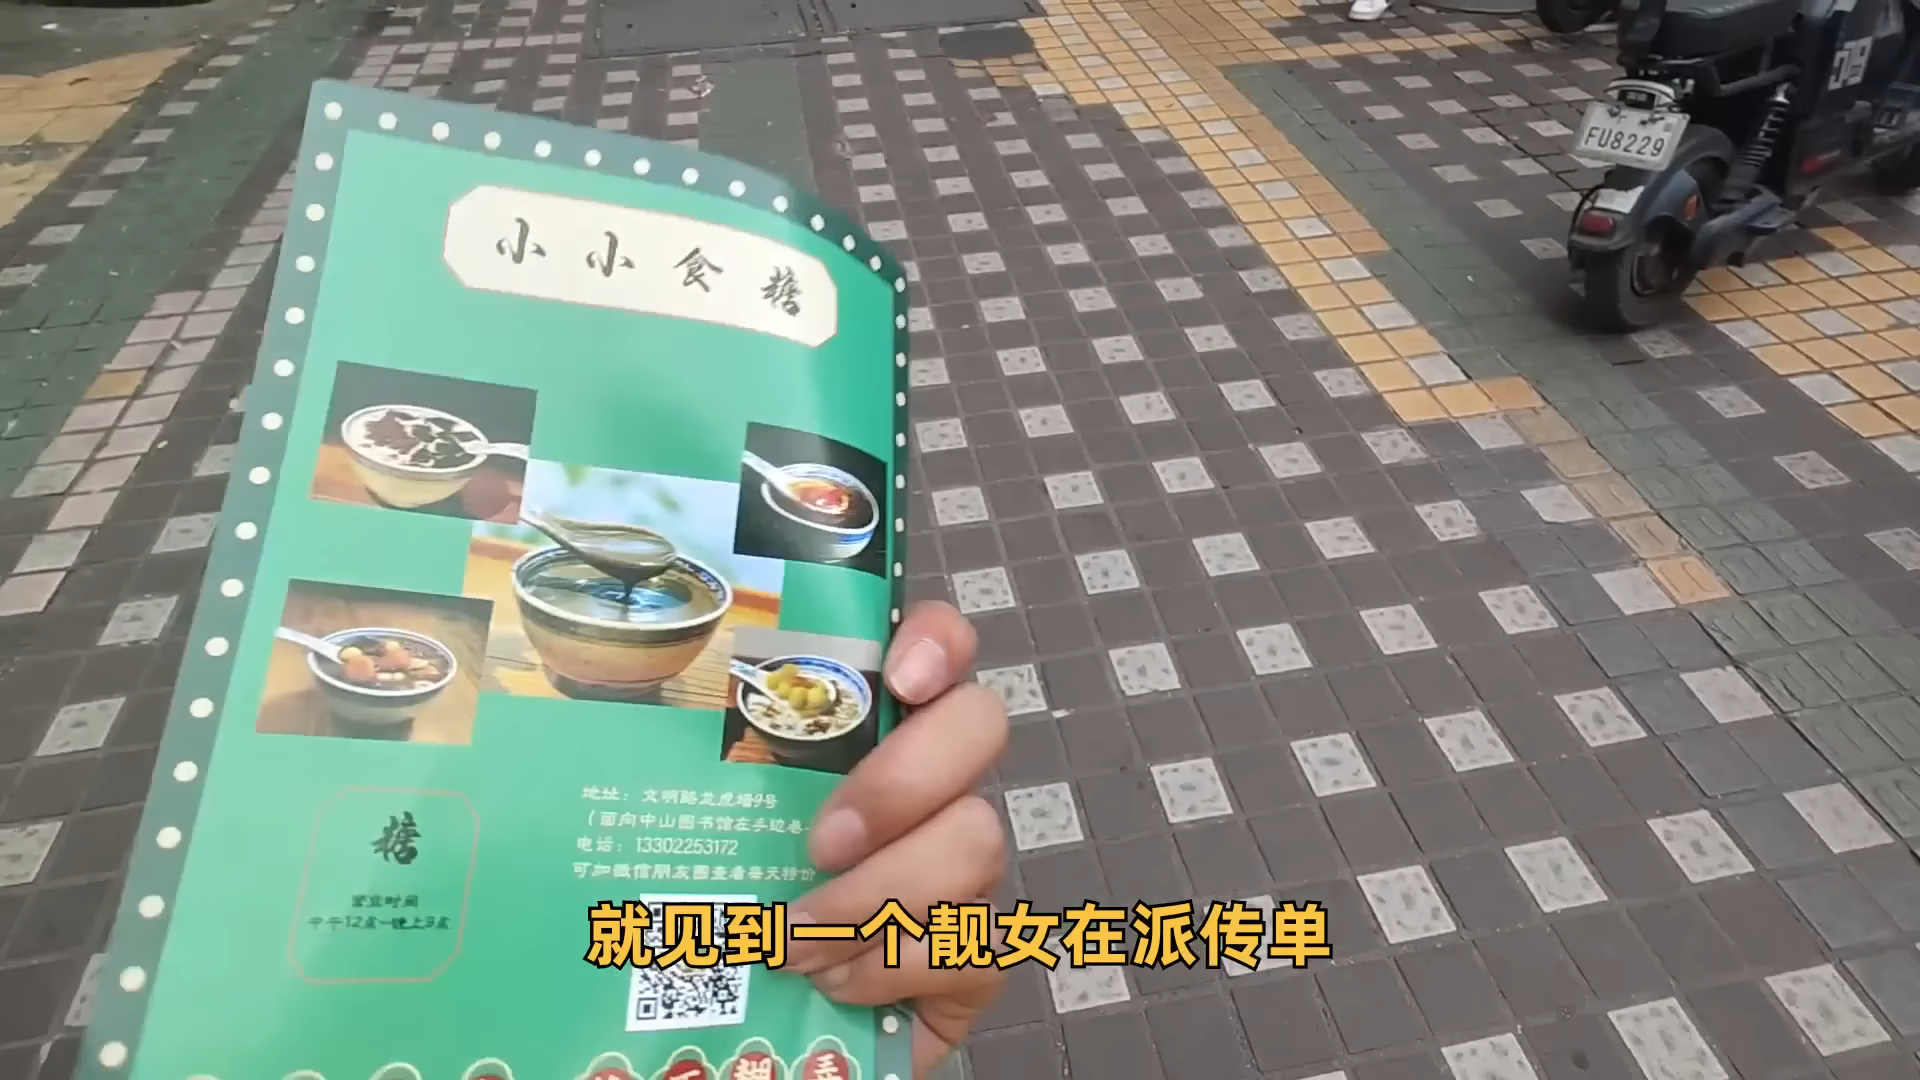 FU8229
小小食糖
地址：文明路龙虎墙9号
（面向中山图书馆左手边巷
电话：13302253172
可加微信朋友圈查看每天特价
糖
营业时间
中午12点—晚上9点
就见到一个靓女在派传单